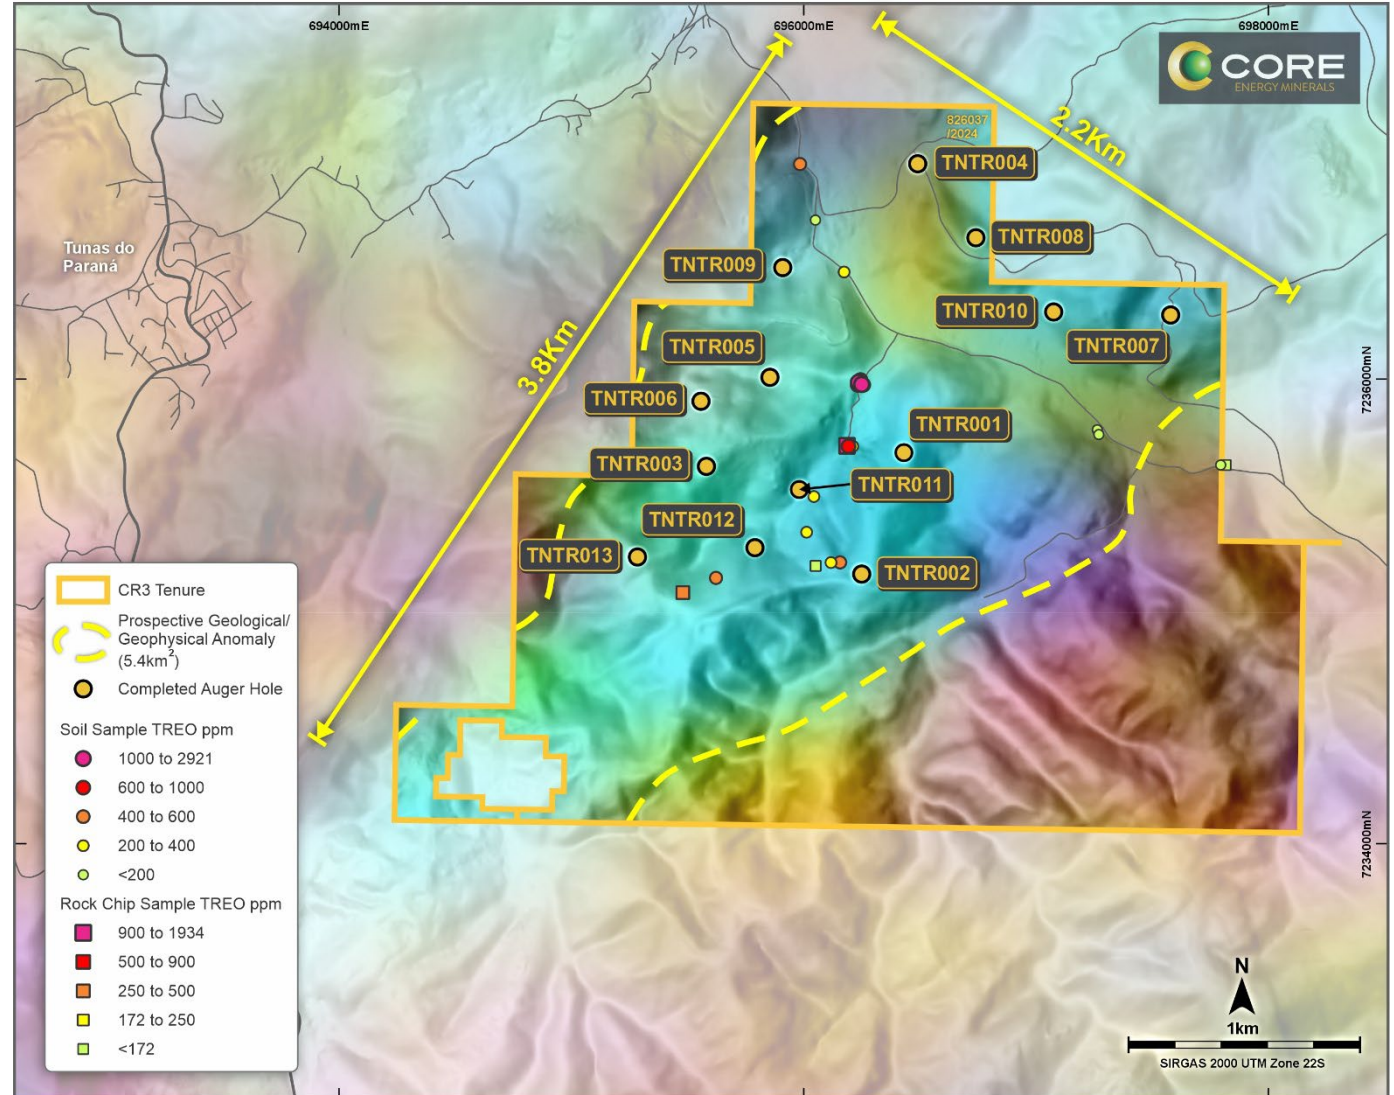 694000mE
696000mE
698000mE
CORE
ENERGY MINERALS
2.2Km
826037
/2024
TNTR004
TNTR008
Tunas do
Paraná
TNTR009
TNTR010
TNTR007
3.8Km
TNTR005
7236000mN
TNTR006
TNTR001
TNTR003
TNTR011
TNTR012
TNTR013
TNTR002
CR3 Tenure
Prospective Geological/
Geophysical Anomaly
(5.4km²)
Completed Auger Hole
Soil Sample TREO ppm
1000 to 2921
600 to 1000
400 to 600
200 to 400
<200
Rock Chip Sample TREO ppm
900 to 1934
500 to 900
250 to 500
172 to 250
<172
7234000mN
N
1km
SIRGAS 2000 UTM Zone 22S